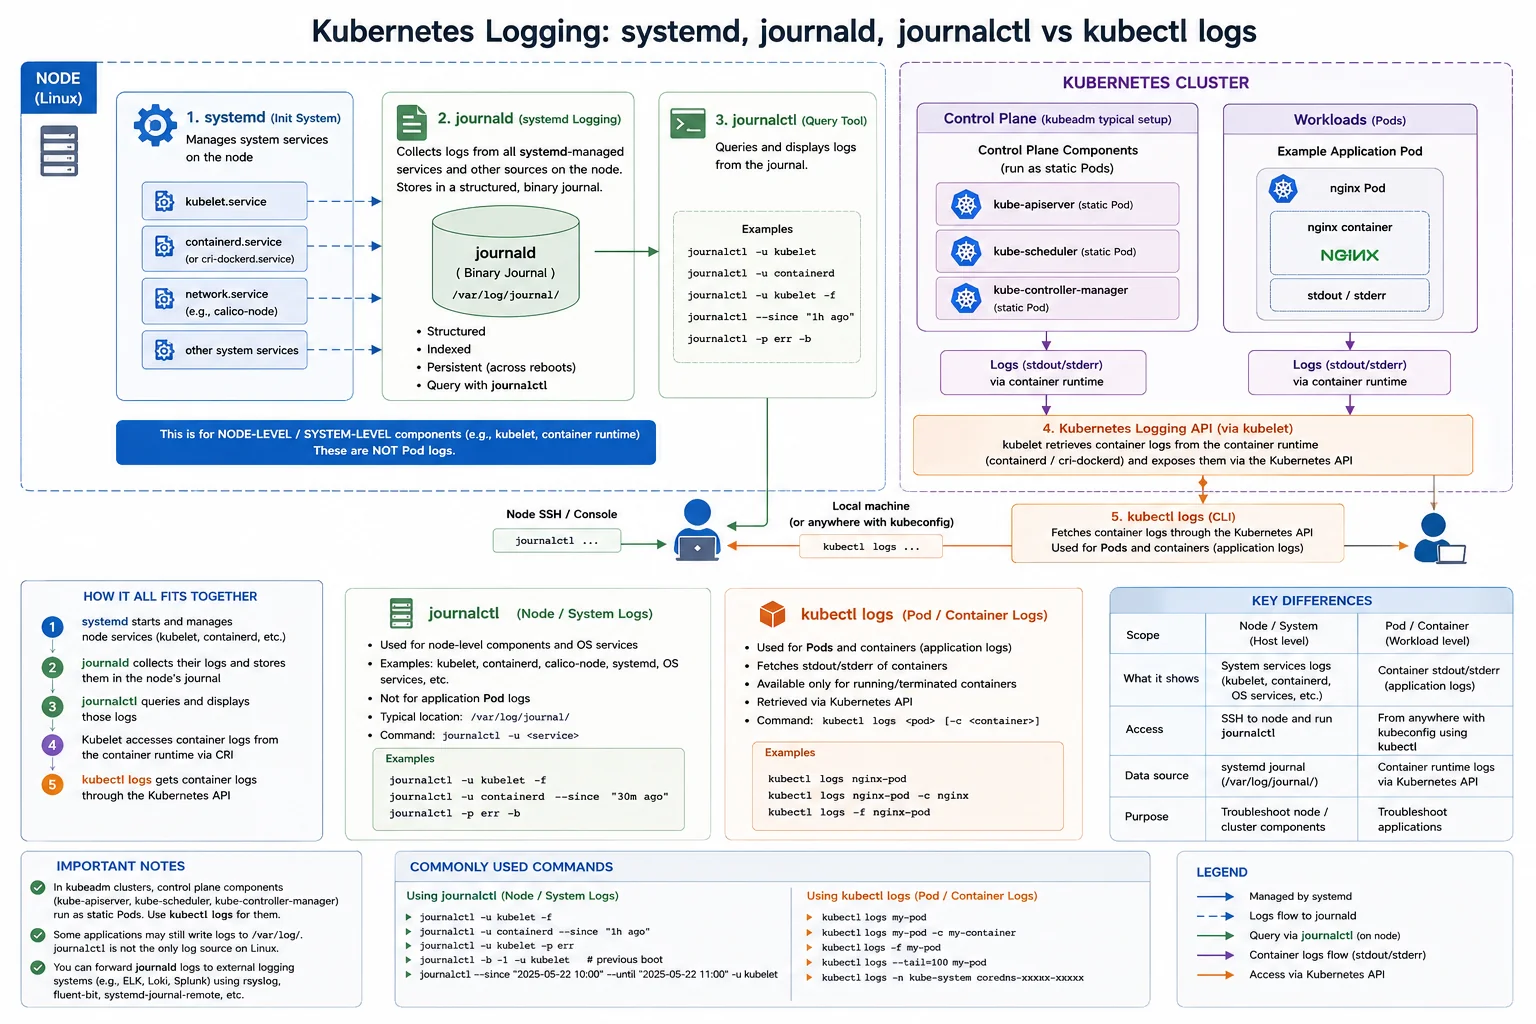 Kubernetes Logging: systemd, journald, journalctl vs kubectl logs
NODE
(Linux)
1. systemd (Init System)
Manages system services
on the node
kubelet.service
containerd.service
(or cri-dockerd.service)
network.service
(e.g., calico-node)
other system services
2. journald (systemd Logging)
Collects logs from all systemd-managed
services and other sources on the node.
Stores in a structured, binary journal.
journald
( Binary Journal )
/var/log/journal/
• Structured
• Indexed
• Persistent (across reboots)
• Query with journalctl
3. journalctl (Query Tool)
Queries and displays logs
from the journal.
Examples
journalctl -u kubelet
journalctl -u containerd
journalctl -u kubelet -f
journalctl --since "1h ago"
journalctl -p err -b
This is for NODE-LEVEL / SYSTEM-LEVEL components (e.g., kubelet, container runtime)
These are NOT Pod logs.
KUBERNETES CLUSTER
Control Plane (kubeadm typical setup)
Control Plane Components
(run as static Pods)
kube-apiserver (static Pod)
kube-scheduler (static Pod)
kube-controller-manager
(static Pod)
Logs (stdout/stderr)
via container runtime
Workloads (Pods)
Example Application Pod
nginx Pod
nginx container
NGINX
stdout / stderr
Logs (stdout/stderr)
via container runtime
4. Kubernetes Logging API (via kubelet)
kubelet retrieves container logs from the container runtime
(containerd / cri-dockerd) and exposes them via the Kubernetes API
Node SSH / Console
journalctl ...
Local machine
(or anywhere with kubeconfig)
kubectl logs ...
5. kubectl logs (CLI)
Fetches container logs through the Kubernetes API
Used for Pods and containers (application logs)
HOW IT ALL FITS TOGETHER
1 systemd starts and manages
node services (kubelet, containerd, etc.)
2 journald collects their logs and stores
them in the node's journal
3 journalctl queries and displays
those logs
4 Kubelet accesses container logs from
the container runtime via CRI
5 kubectl logs gets container logs
through the Kubernetes API
journalctl (Node / System Logs)
• Used for node-level components and OS services
• Examples: kubelet, containerd, calico-node, systemd, OS
services, etc.
• Not for application Pod logs
• Typical location: /var/log/journal/
• Command: journalctl -u <service>
Examples
journalctl -u kubelet -f
journalctl -u containerd --since "30m ago"
journalctl -p err -b
kubectl logs (Pod / Container Logs)
• Used for Pods and containers (application logs)
• Fetches stdout/stderr of containers
• Available only for running/terminated containers
• Retrieved via Kubernetes API
• Command: kubectl logs <pod> [-c <container>]
Examples
kubectl logs nginx-pod
kubectl logs nginx-pod -c nginx
kubectl logs -f nginx-pod
KEY DIFFERENCES
Scope
Node / System
(Host level)
Pod / Container
(Workload level)
What it shows
System services logs
(kubelet, containerd,
OS services, etc.)
Container stdout/stderr
(application logs)
Access
SSH to node and run
journalctl
From anywhere with
kubeconfig using
kubectl
Data source
systemd journal
(/var/log/journal/)
Container runtime logs
via Kubernetes API
Purpose
Troubleshoot node /
cluster components
Troubleshoot
applications
IMPORTANT NOTES
In kubeadm clusters, control plane components
(kube-apiserver, kube-scheduler, kube-controller-manager)
run as static Pods. Use kubectl logs for them.
Some applications may still write logs to /var/log/.
journalctl is not the only log source on Linux.
You can forward journald logs to external logging
systems (e.g., ELK, Loki, Splunk) using rsyslog,
fluent-bit, systemd-journal-remote, etc.
COMMONLY USED COMMANDS
Using journalctl (Node / System Logs)
journalctl -u kubelet -f
journalctl -u containerd --since "1h ago"
journalctl -u kubelet -p err
journalctl -b -1 -u kubelet # previous boot
journalctl --since "2025-05-22 10:00" --until "2025-05-22 11:00" -u kubelet
Using kubectl logs (Pod / Container Logs)
kubectl logs my-pod
kubectl logs my-pod -c my-container
kubectl logs -f my-pod
kubectl logs --tail=100 my-pod
kubectl logs -n kube-system coredns-xxxxx-xxxxx
LEGEND
Managed by systemd
Logs flow to journald
Query via journalctl (on node)
Container logs flow (stdout/stderr)
Access via Kubernetes API